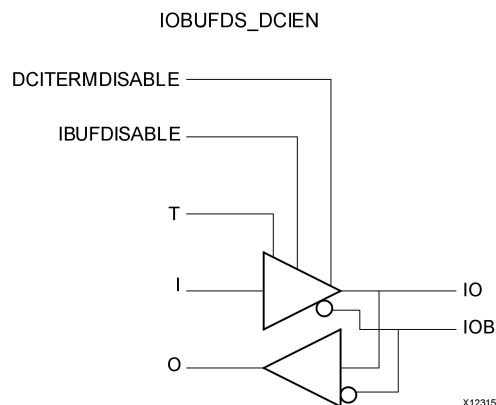 IOBUFDS_DCIEN
DCITERMDISABLE
IBUFDISABLE
T
I
IO
IOB
O
X12315